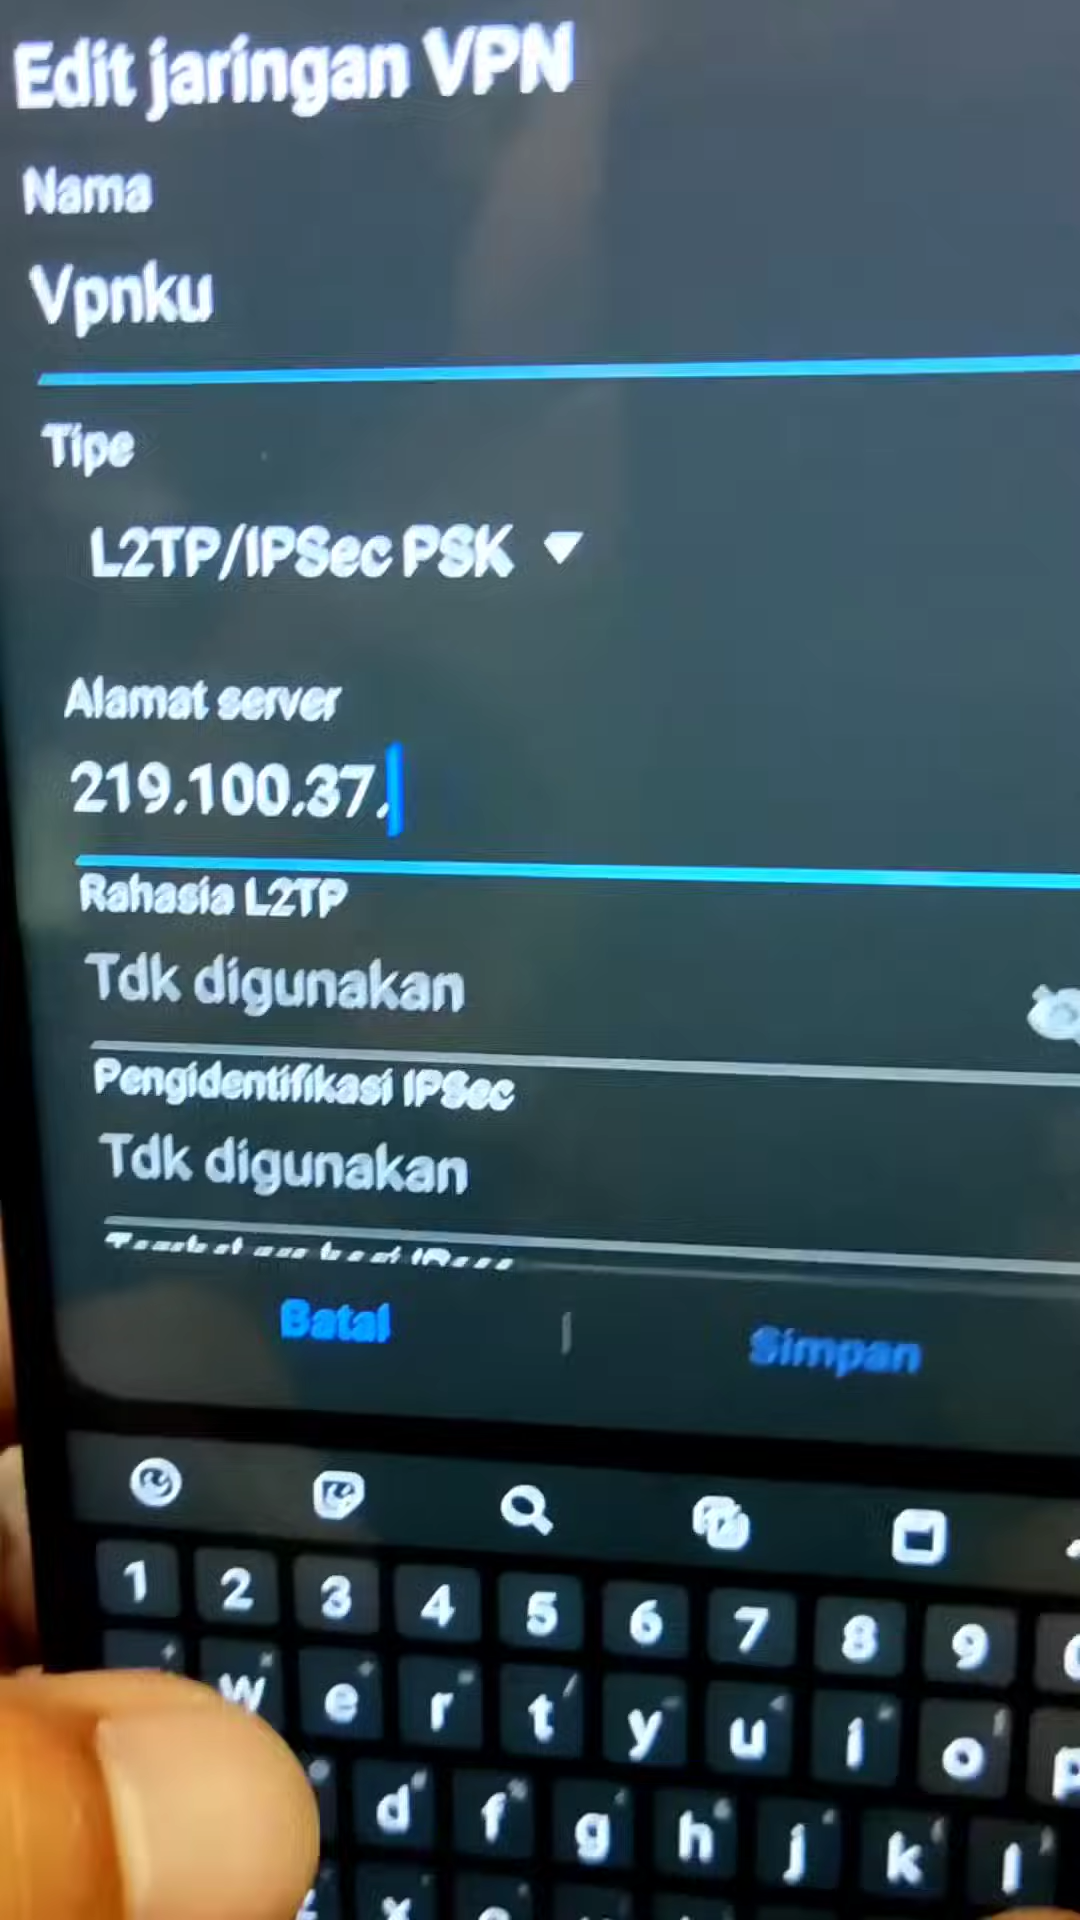 Edit jaringan VPN
Nama
Vpnku
Tipe
L2TP/IPSec PSK
Alamat server
219.100.37.
Rahasia L2TP
Tdk digunakan
Pengidentifikasi IPSec
Tdk digunakan
Batal | Simpan
1 2 3 4 5 6 7 8 9
w e r t y u i o p
d f g h j k l
x